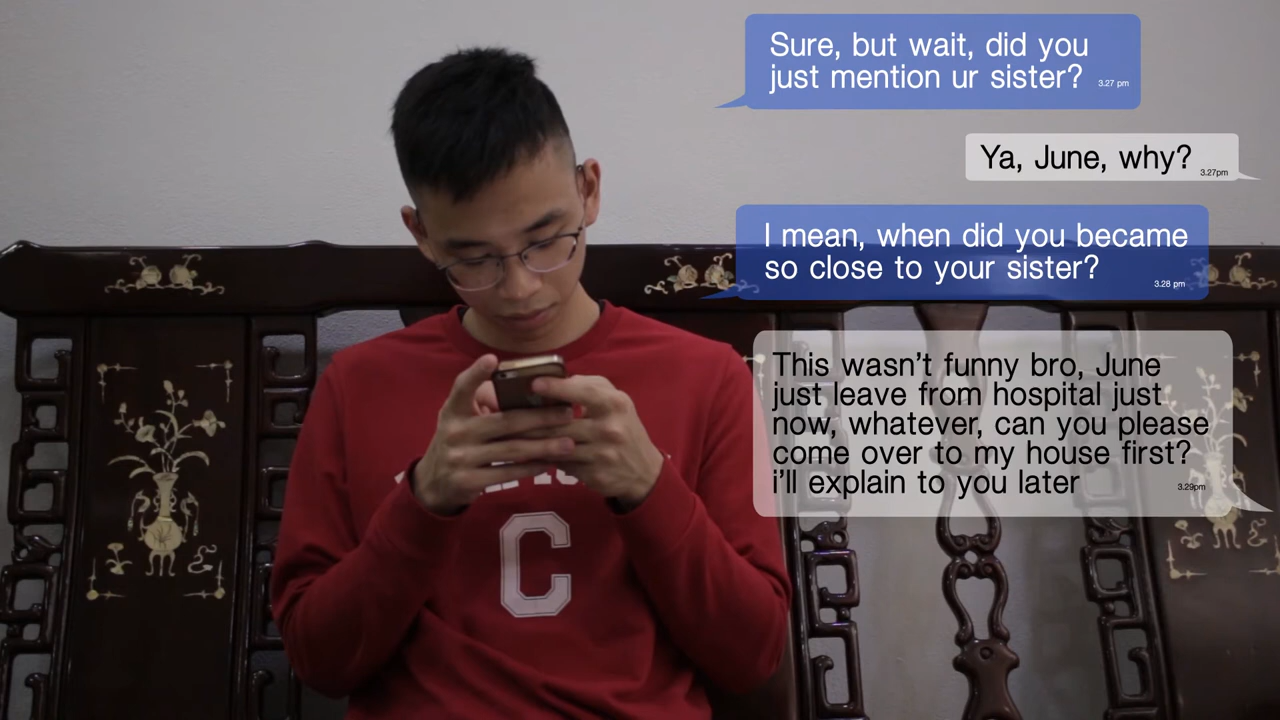 Sure, but wait, did you
just mention ur sister?
3.27 pm
Ya, June, why?
3.27pm
I mean, when did you became
so close to your sister?
3.28 pm
This wasn't funny bro, June
just leave from hospital just
now, whatever, can you please
come over to my house first?
i'll explain to you later
3.29pm
C